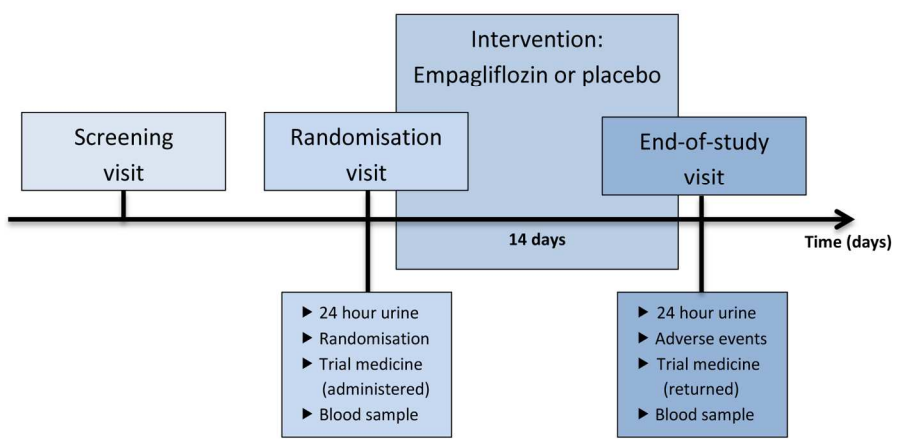 Intervention:
Empagliflozin or placebo
Screening
visit
Randomisation
visit
End-of-study
visit
14 days
Time (days)
▶ 24 hour urine
▶ Randomisation
▶ Trial medicine
(administered)
▶ Blood sample
▶ 24 hour urine
▶ Adverse events
▶ Trial medicine
(returned)
▶ Blood sample